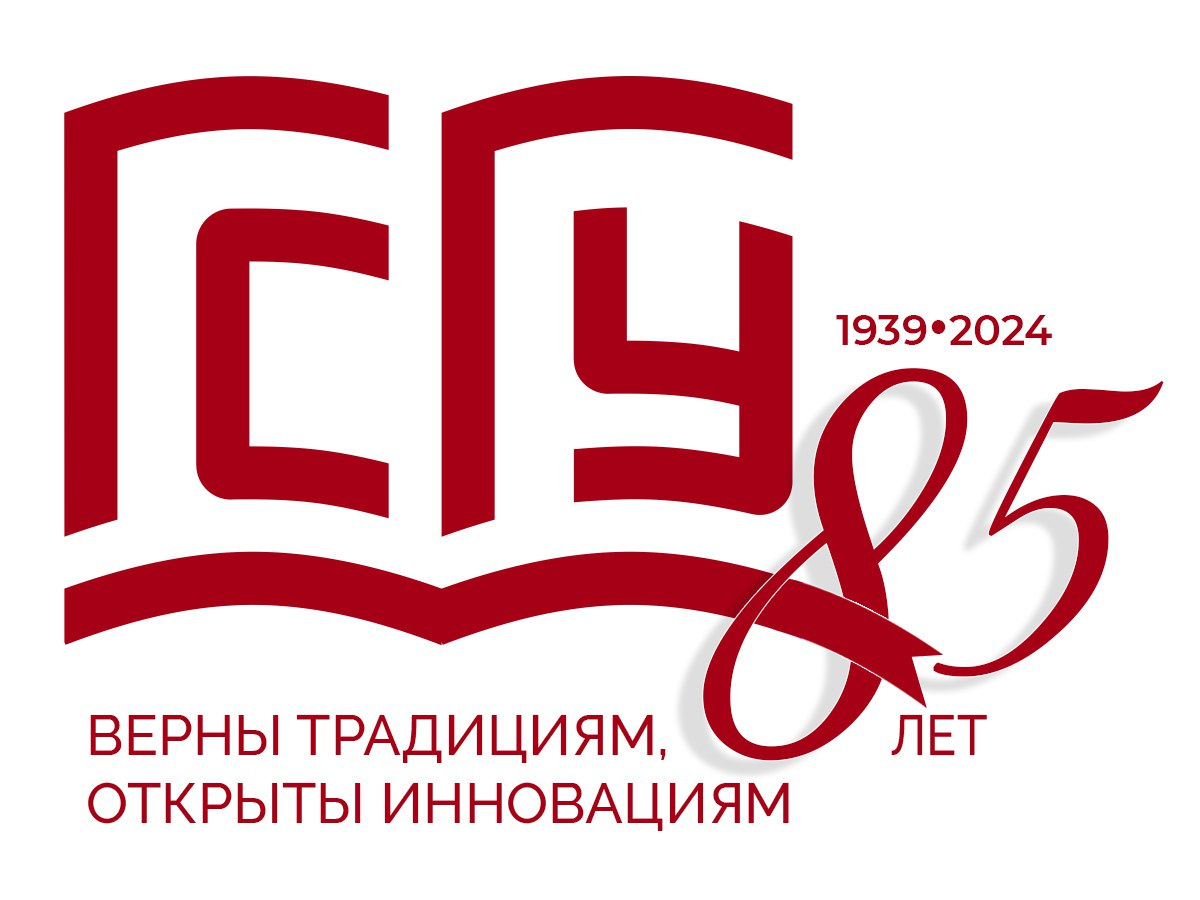 ГСГУ
1939•2024
85 ЛЕТ
ВЕРНЫ ТРАДИЦИЯМ,
ОТКРЫТЫ ИННОВАЦИЯМ